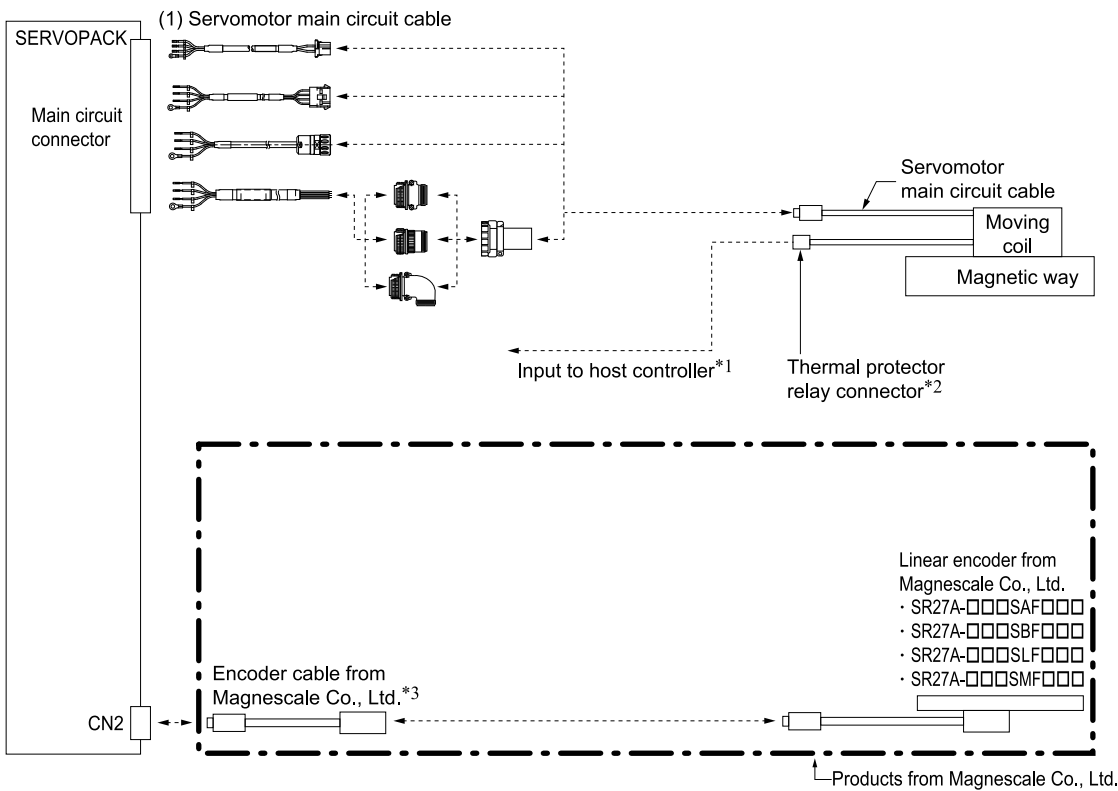 (1) Servomotor main circuit cable
SERVOPACK
Main circuit
connector
Servomotor
main circuit cable
Moving
coil
Magnetic way
Input to host controller*1
Thermal protector
relay connector*2
Linear encoder from
Magnescale Co., Ltd.
· SR27A-□□□SAF□□□
· SR27A-□□□SBF□□□
· SR27A-□□□SLF□□□
· SR27A-□□□SMF□□□
Encoder cable from
Magnescale Co., Ltd.*3
CN2
Products from Magnescale Co., Ltd.